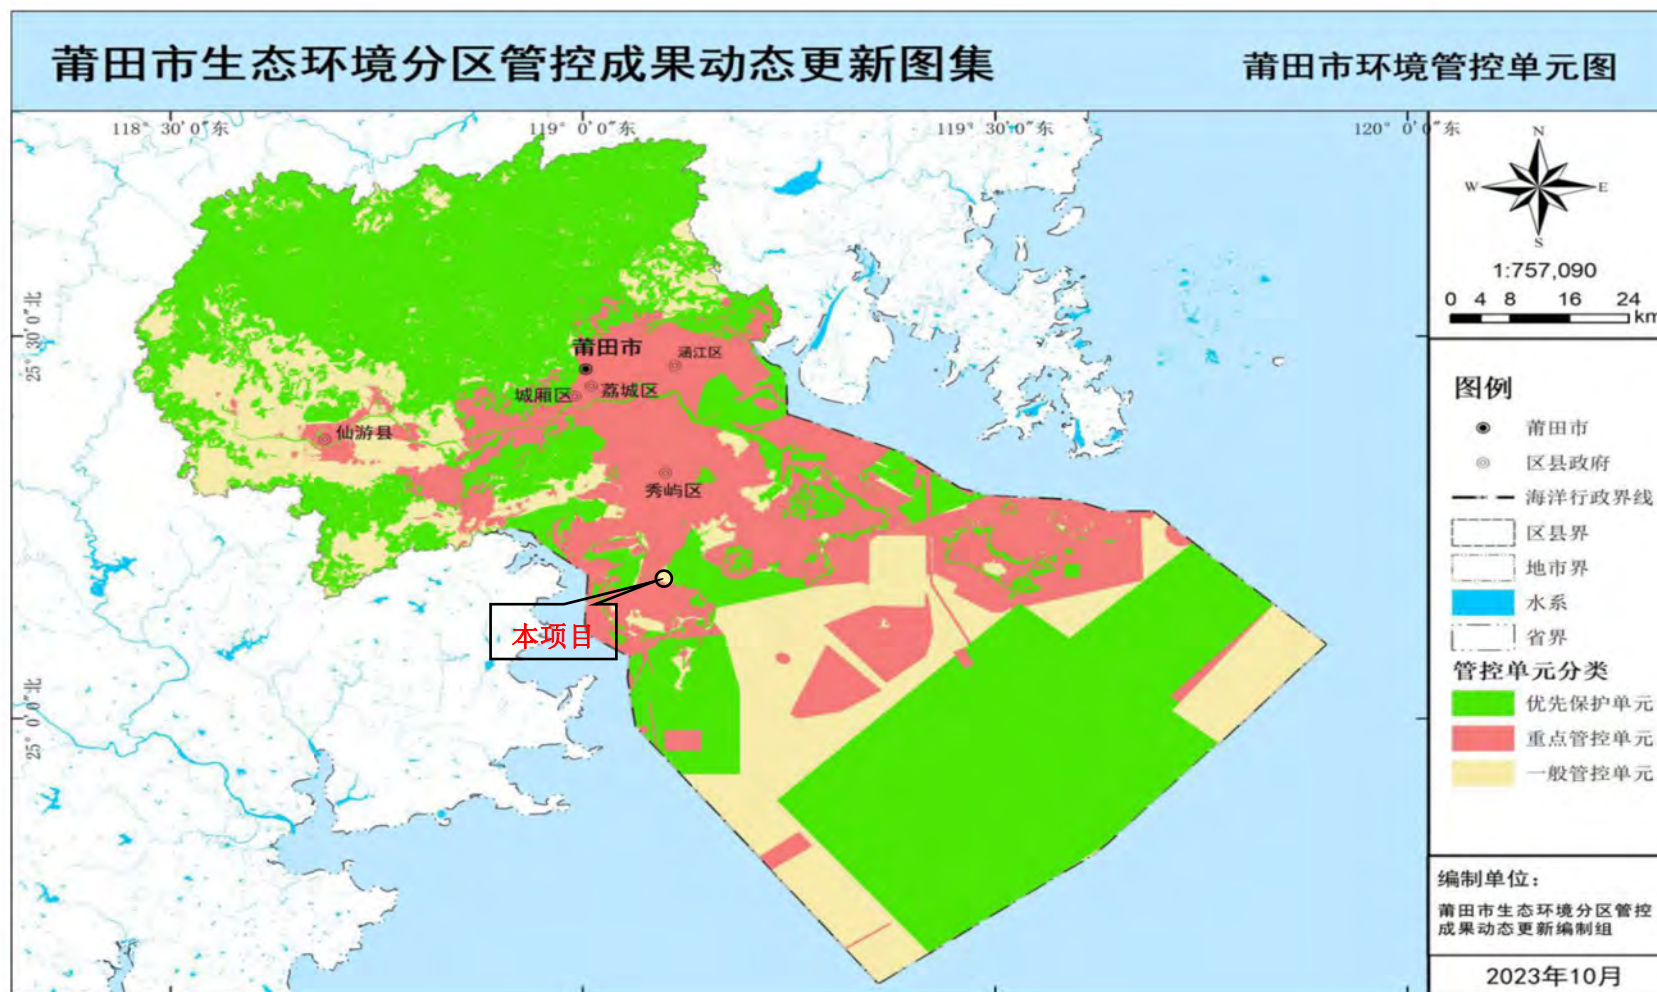 莆田市生态环境分区管控成果动态更新图集
莆田市环境管控单元图
118° 30′ 0″东
119° 0′ 0″东
119° 30′ 0″东
120° 0′ 0″东
25° 30′ 0″北
25° 0′ 0″北
莆田市
涵江区
城厢区
荔城区
仙游县
秀屿区
本项目
N
W
E
S
1:757,090
0 4 8 16 24
km
图例
莆田市
区县政府
海洋行政界线
区县界
地市界
水系
省界
管控单元分类
优先保护单元
重点管控单元
一般管控单元
编制单位：
莆田市生态环境分区管控
成果动态更新编制组
2023年10月